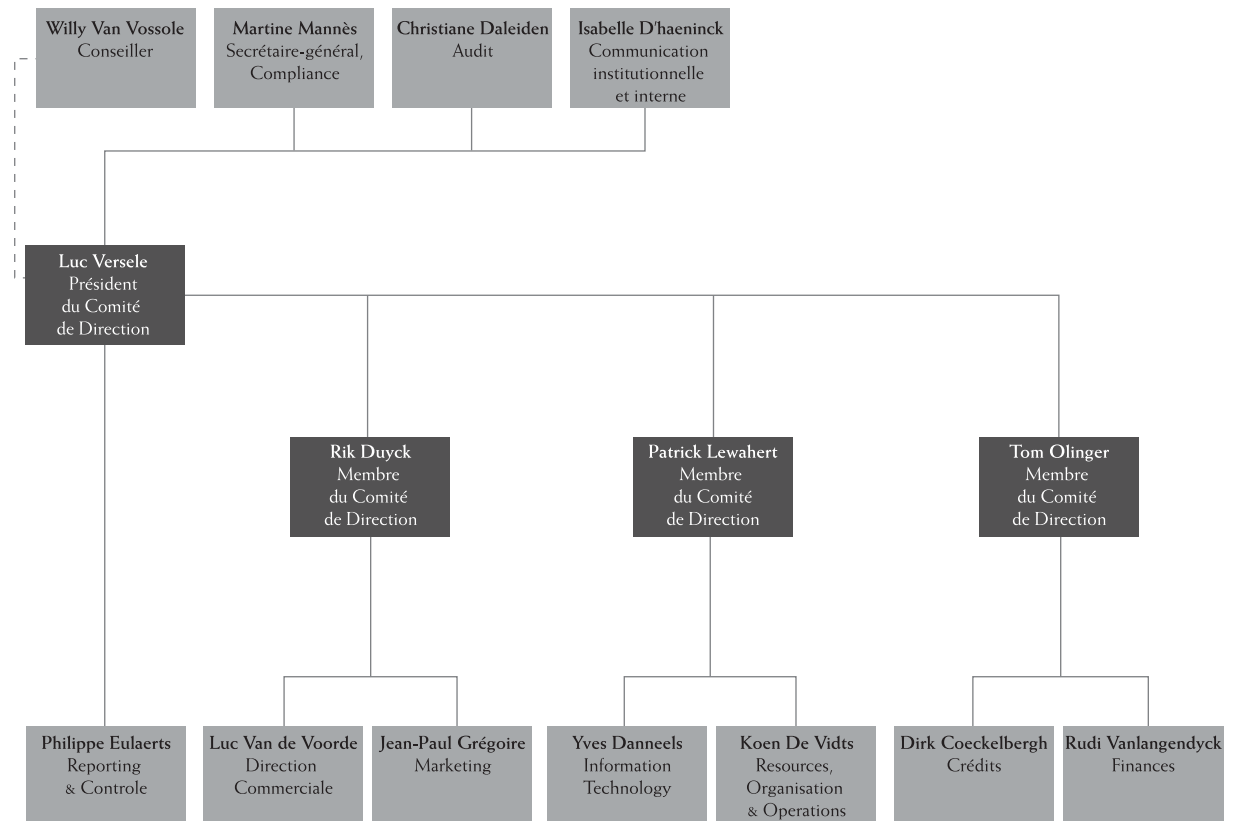 Willy Van Vossole
Conseiller
Martine Mannès
Secrétaire-général,
Compliance
Christiane Daleiden
Audit
Isabelle D'haeninck
Communication
institutionnelle
et interne
Luc Versele
Président
du Comité
de Direction
Rik Duyck
Membre
du Comité
de Direction
Patrick Lewahert
Membre
du Comité
de Direction
Tom Olinger
Membre
du Comité
de Direction
Philippe Eulaerts
Reporting
& Controle
Luc Van de Voorde
Direction
Commerciale
Jean-Paul Grégoire
Marketing
Yves Danneels
Information
Technology
Koen De Vidts
Resources,
Organisation
& Operations
Dirk Coeckelbergh
Crédits
Rudi Vanlangendyck
Finances